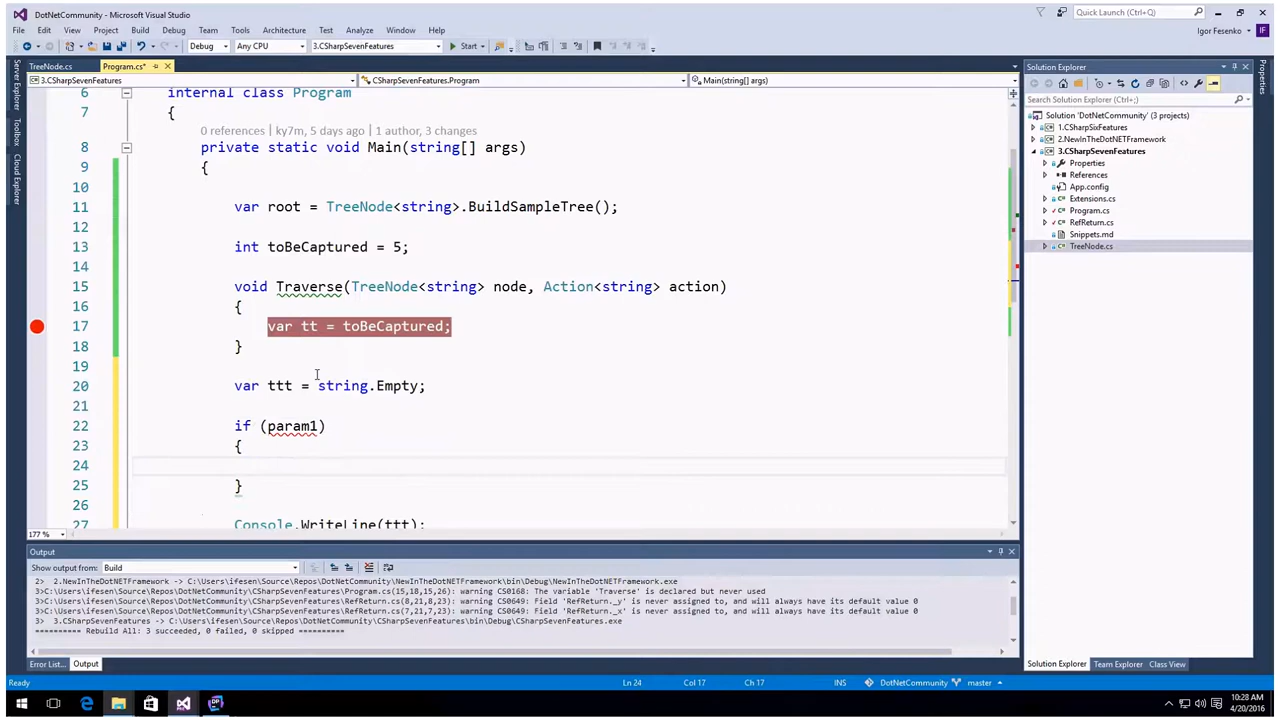 DotNetCommunity - Microsoft Visual Studio
Quick Launch (Ctrl+Q)
File Edit View Project Build Debug Team Tools Architecture Test Analyze Window Help
Igor Fesenko IF
Debug Any CPU 3.CSharpSevenFeatures Start
TreeNode.cs Program.cs*
3.CSharpSevenFeatures CSharpSevenFeatures.Program Main(string[] args)
Server Explorer
Toolbox
Cloud Explorer
6 internal class Program
7 {
0 references | ky7m, 5 days ago | 1 author, 3 changes
8 private static void Main(string[] args)
9 {
10
11 var root = TreeNode<string>.BuildSampleTree();
12
13 int toBeCaptured = 5;
14
15 void Traverse(TreeNode<string> node, Action<string> action)
16 {
17 var tt = toBeCaptured;
18 }
19
20 var ttt = string.Empty;
21
22 if (param1)
23 {
24
25 }
26
27 Console.WriteLine(ttt);
177 %
Output
Show output from: Build
2> 2.NewInTheDotNETFramework -> C:\Users\ifesen\Source\Repos\DotNetCommunity\NewInTheDotNETFramework\bin\Debug\NewInTheDotNETFramework.exe
3>C:\Users\ifesen\Source\Repos\DotNetCommunity\CSharpSevenFeatures\Program.cs(15,18,15,26): warning CS0168: The variable 'Traverse' is declared but never used
3>C:\Users\ifesen\Source\Repos\DotNetCommunity\CSharpSevenFeatures\RefReturn.cs(8,21,8,23): warning CS0649: Field 'RefReturn._y' is never assigned to, and will always have its default value 0
3>C:\Users\ifesen\Source\Repos\DotNetCommunity\CSharpSevenFeatures\RefReturn.cs(7,21,7,23): warning CS0649: Field 'RefReturn._x' is never assigned to, and will always have its default value 0
3> 3.CSharpSevenFeatures -> C:\Users\ifesen\Source\Repos\DotNetCommunity\CSharpSevenFeatures\bin\Debug\CSharpSevenFeatures.exe
========== Rebuild All: 3 succeeded, 0 failed, 0 skipped ==========
Error List... Output
Solution Explorer
Search Solution Explorer (Ctrl+;)
Solution 'DotNetCommunity' (3 projects)
1.CSharpSixFeatures
2.NewInTheDotNETFramework
3.CSharpSevenFeatures
Properties
References
App.config
Extensions.cs
Program.cs
RefReturn.cs
Snippets.md
TreeNode.cs
Solution Explorer Team Explorer Class View
Properties
Ready Ln 24 Col 17 Ch 17 INS DotNetCommunity master
10:28 AM
4/20/2016